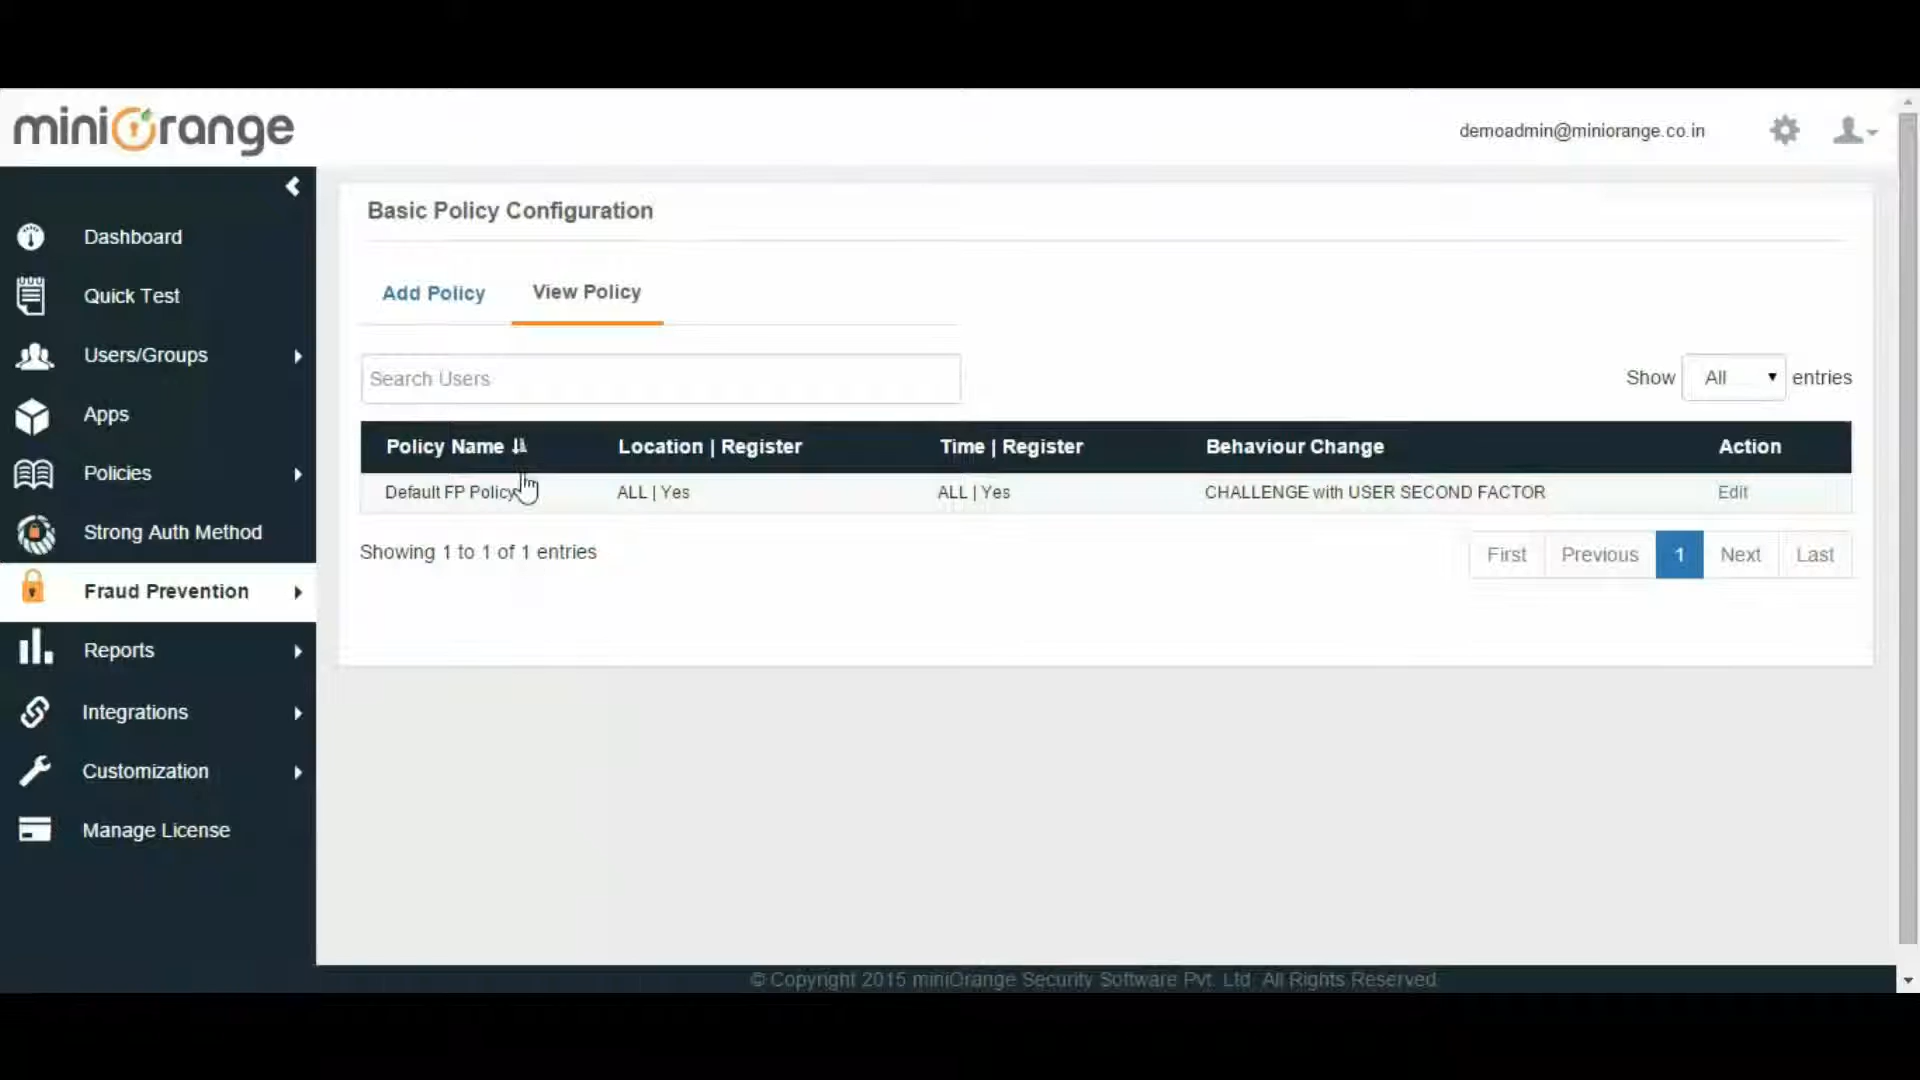 miniOrange
demoadmin@miniorange.co.in
Dashboard
Quick Test
Users/Groups
Apps
Policies
Strong Auth Method
Fraud Prevention
Reports
Integrations
Customization
Manage License
Basic Policy Configuration
Add Policy View Policy
Search Users
Show All entries
Policy Name Location | Register Time | Register Behaviour Change Action
Default FP Policy ALL | Yes ALL | Yes CHALLENGE with USER SECOND FACTOR Edit
Showing 1 to 1 of 1 entries
First Previous 1 Next Last
© Copyright 2015 miniOrange Security Software Pvt. Ltd. All Rights Reserved